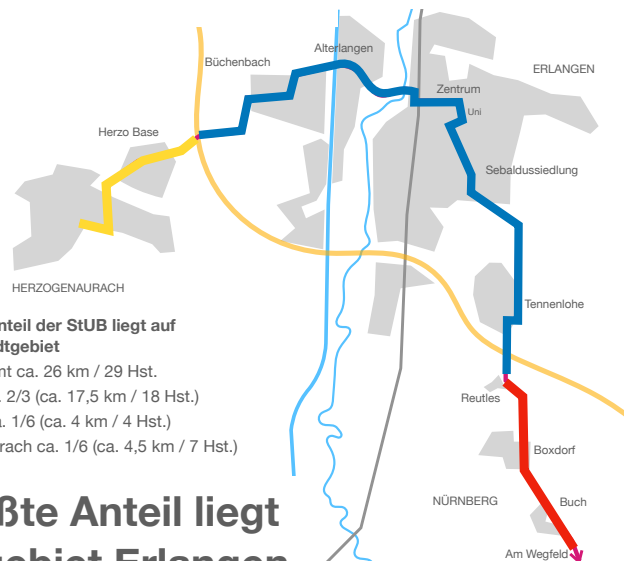 Büchenbach
Alterlangen
ERLANGEN
Zentrum
Uni
Herzo Base
Sebaldussiedlung
HERZOGENAURACH
Tennenlohe
nteil der StUB liegt auf
dtgebiet
nt ca. 26 km / 29 Hst.
. 2/3 (ca. 17,5 km / 18 Hst.)
a. 1/6 (ca. 4 km / 4 Hst.)
rach ca. 1/6 (ca. 4,5 km / 7 Hst.)
Reutles
Boxdorf
NÜRNBERG
Buch
Am Wegfeld
ßte Anteil liegt
gebiet Erlangen